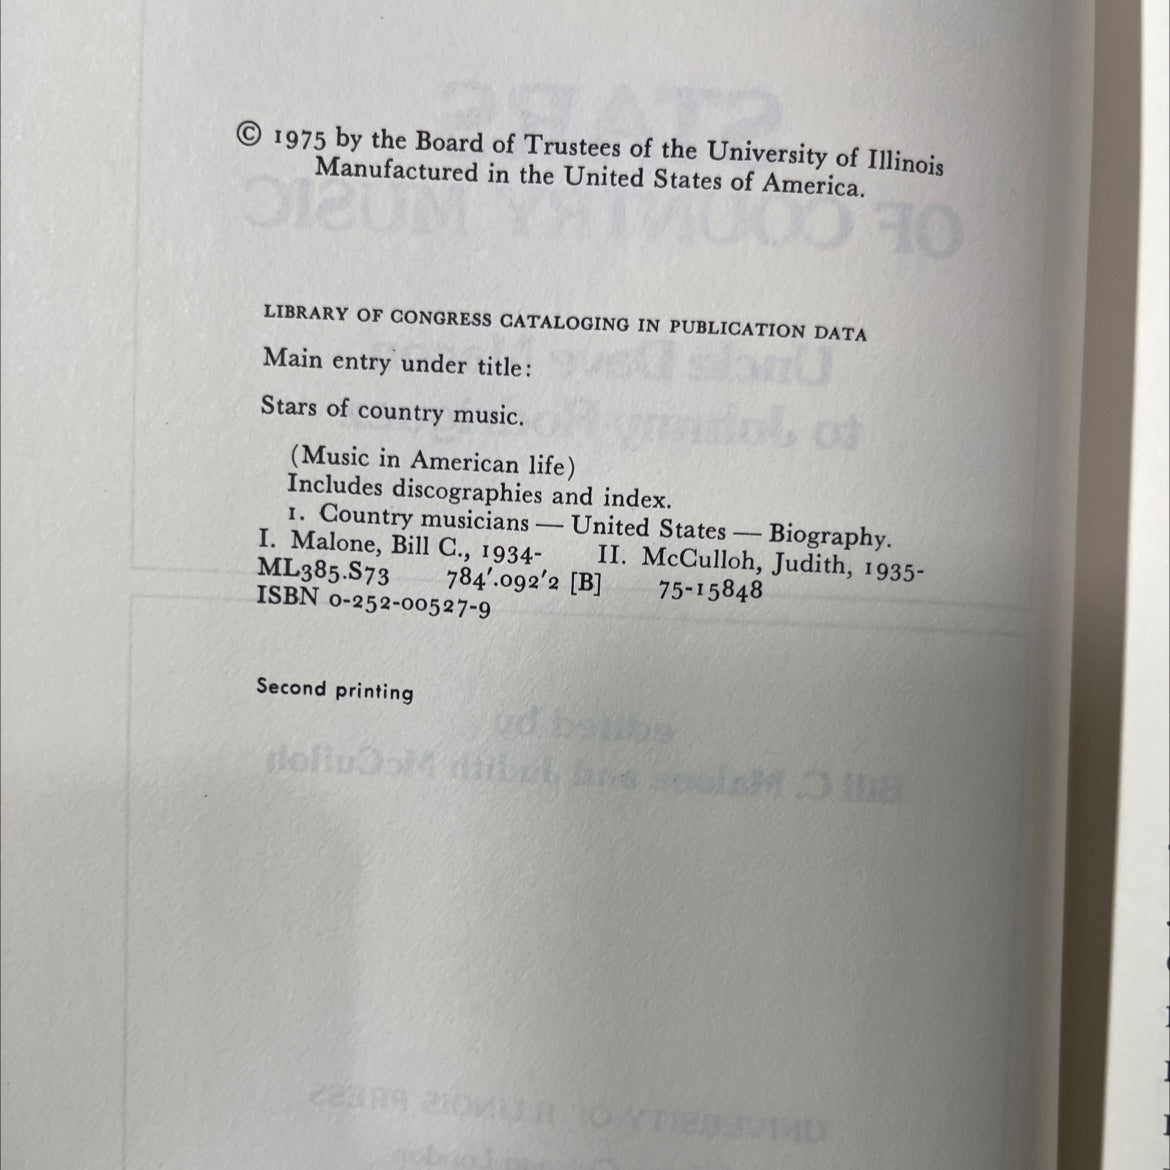 © 1975 by the Board of Trustees of the University of Illinois
Manufactured in the United States of America.
LIBRARY OF CONGRESS CATALOGING IN PUBLICATION DATA
Main entry under title:
Stars of country music.
(Music in American life)
Includes discographies and index.
1. Country musicians — United States — Biography.
I. Malone, Bill C., 1934- II. McCulloh, Judith, 1935-
ML385.S73 784'.092'2 [B] 75-15848
ISBN 0-252-00527-9
Second printing